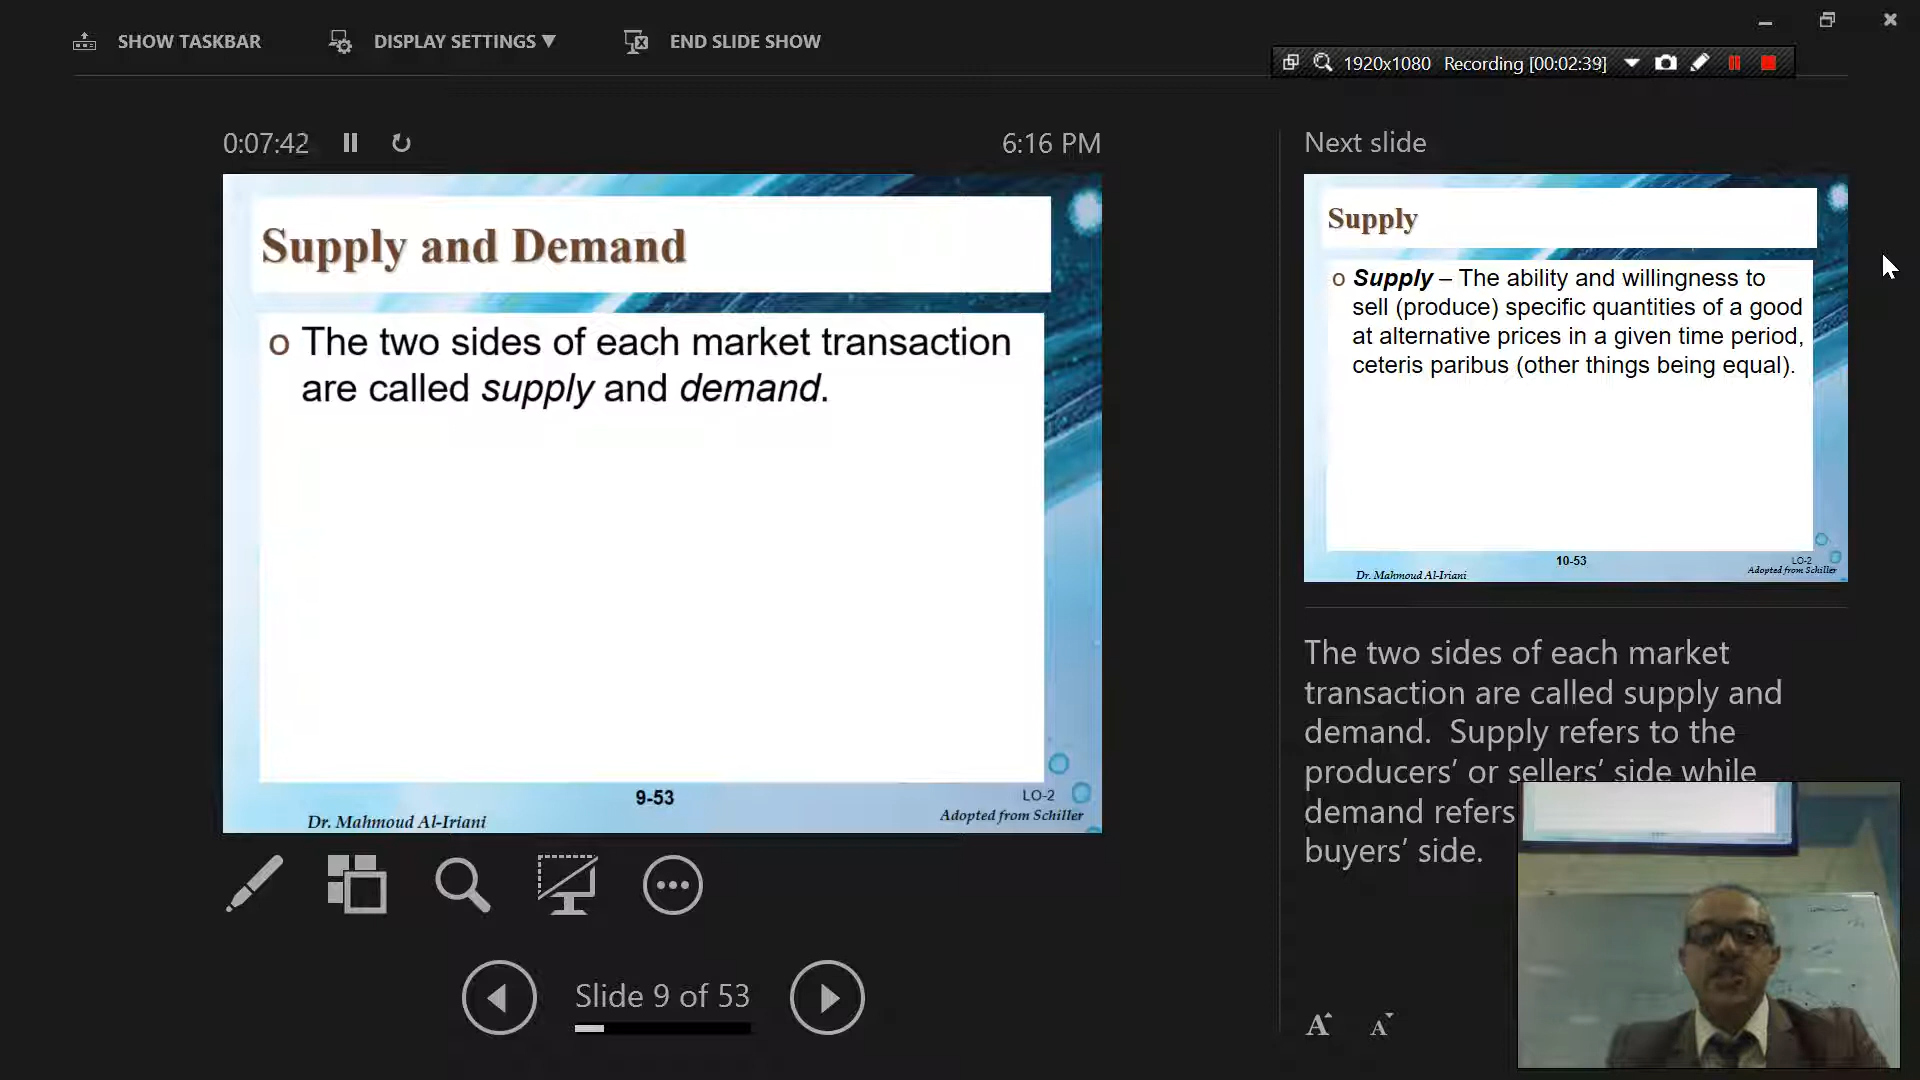 SHOW TASKBAR
DISPLAY SETTINGS ▼
END SLIDE SHOW
1920x1080 Recording [00:02:39]
0:07:42
6:16 PM
Supply and Demand
o The two sides of each market transaction
are called supply and demand.
9-53
LO-2
Dr. Mahmoud Al-Iriani
Adopted from Schiller
Slide 9 of 53
Next slide
Supply
o Supply – The ability and willingness to
sell (produce) specific quantities of a good
at alternative prices in a given time period,
ceteris paribus (other things being equal).
10-53
LO-2
Dr. Mahmoud Al-Iriani
Adopted from Schiller
The two sides of each market
transaction are called supply and
demand.  Supply refers to the
producers’ or sellers’ side while
demand refers
buyers’ side.
A A